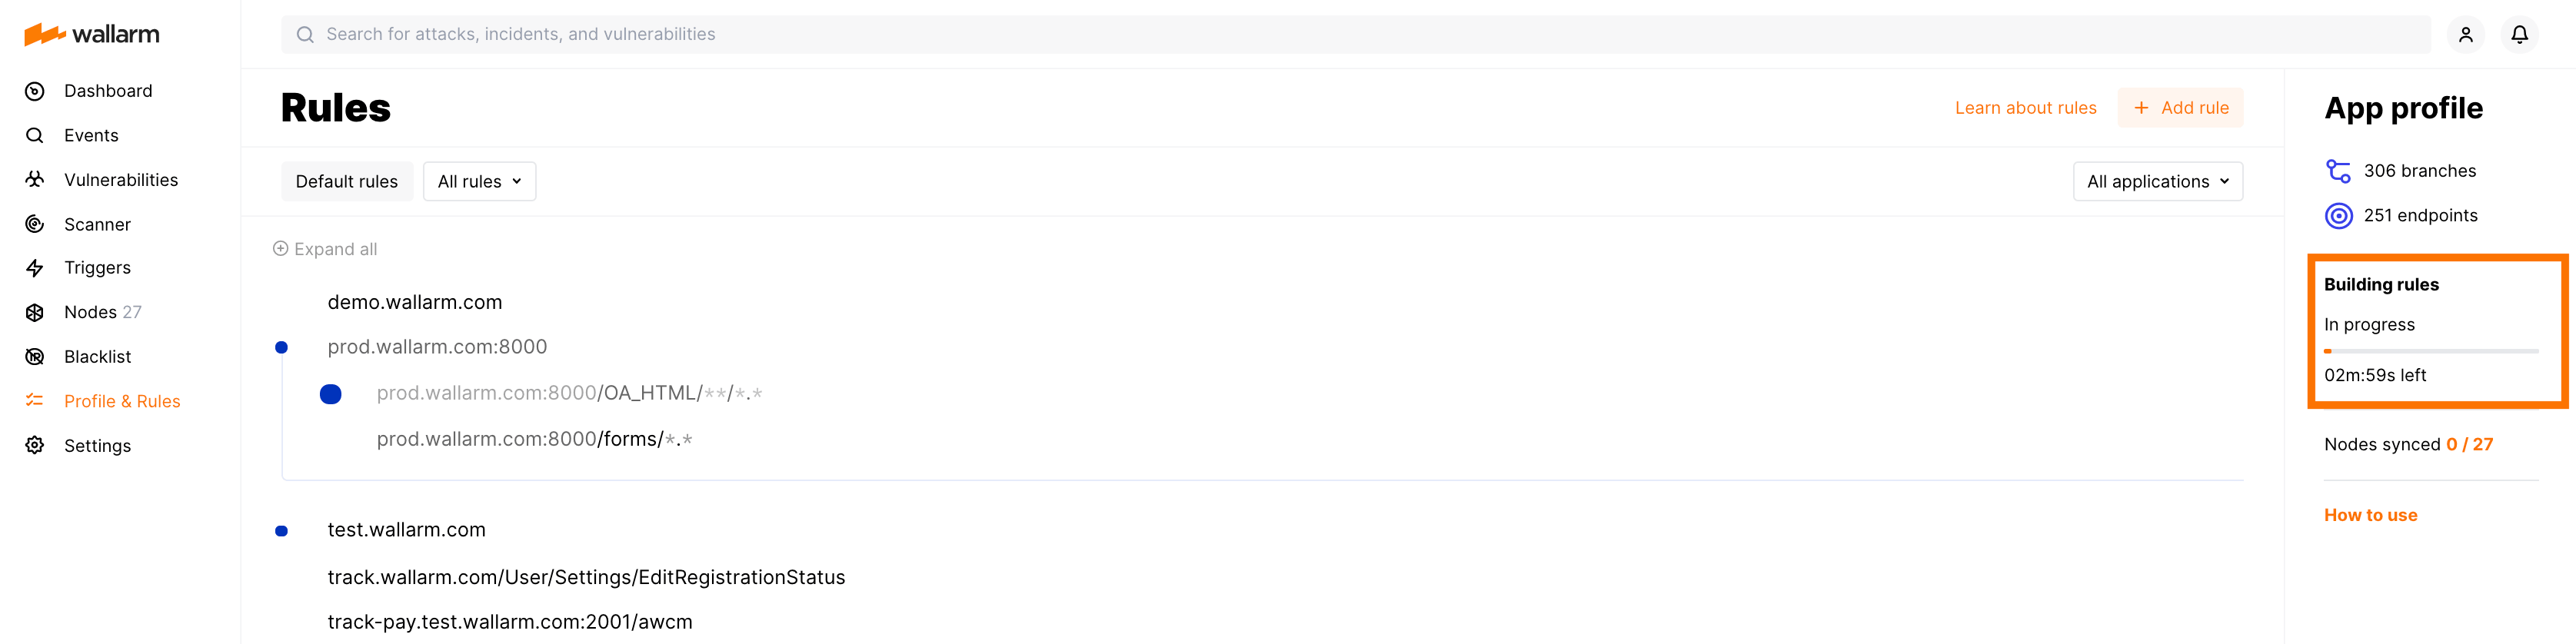 wallarm
Search for attacks, incidents, and vulnerabilities
Dashboard
Events
Vulnerabilities
Scanner
Triggers
Nodes 27
Blacklist
Profile & Rules
Settings
Rules
Learn about rules
+ Add rule
Default rules
All rules
All applications
Expand all
demo.wallarm.com
prod.wallarm.com:8000
prod.wallarm.com:8000/OA_HTML/**/*.*
prod.wallarm.com:8000/forms/*.*
test.wallarm.com
track.wallarm.com/User/Settings/EditRegistrationStatus
track-pay.test.wallarm.com:2001/awcm
App profile
306 branches
251 endpoints
Building rules
In progress
02m:59s left
Nodes synced 0 / 27
How to use